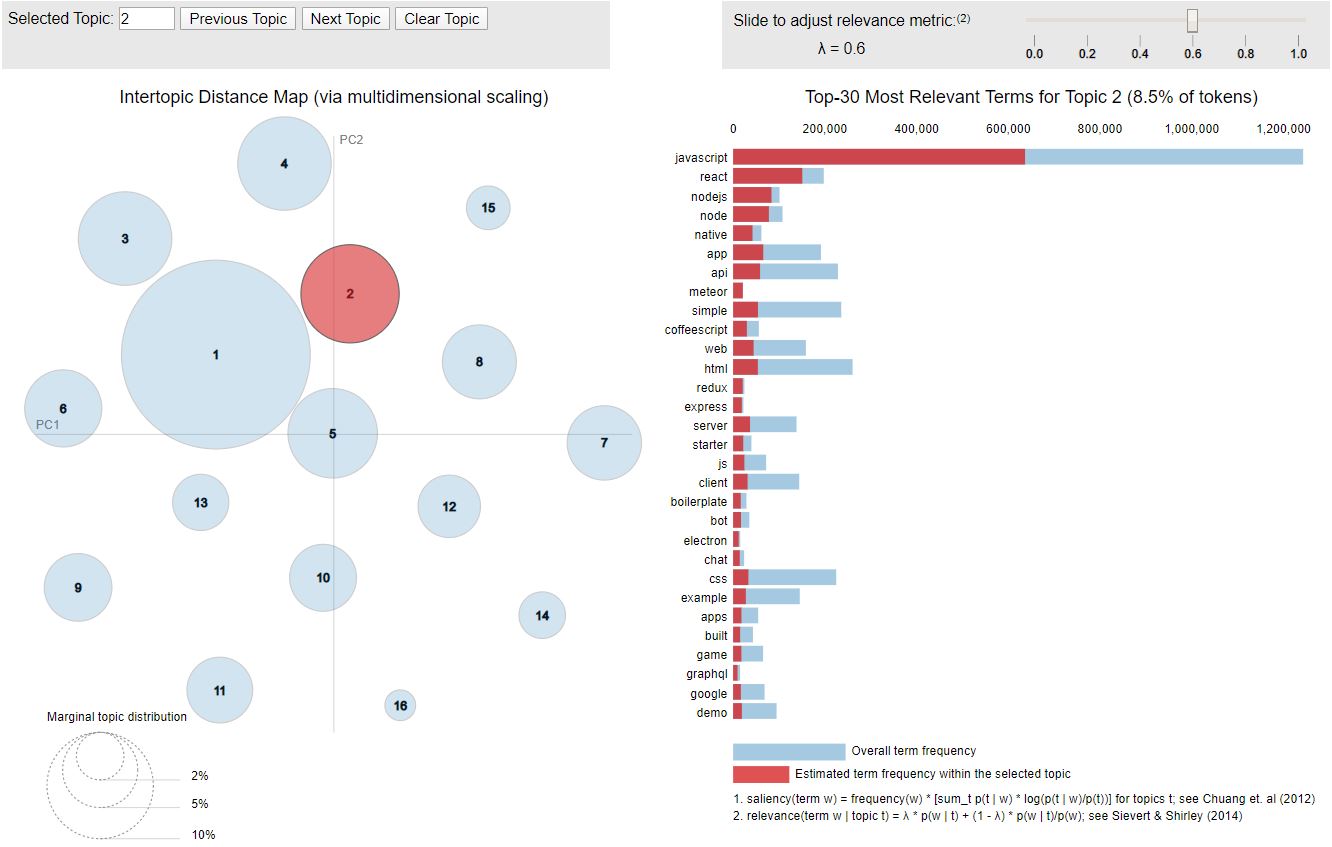 Selected Topic: 2 Previous Topic Next Topic Clear Topic
Slide to adjust relevance metric:(2)
λ = 0.6
0.0 0.2 0.4 0.6 0.8 1.0
Intertopic Distance Map (via multidimensional scaling)
PC2
4
15
3
2
1
8
6
PC1
5
7
13
12
10
9
14
11
16
Marginal topic distribution
2%
5%
10%
Top-30 Most Relevant Terms for Topic 2 (8.5% of tokens)
0 200,000 400,000 600,000 800,000 1,000,000 1,200,000
javascript
react
nodejs
node
native
app
api
meteor
simple
coffeescript
web
html
redux
express
server
starter
js
client
boilerplate
bot
electron
chat
css
example
apps
built
game
graphql
google
demo
Overall term frequency
Estimated term frequency within the selected topic
1. saliency(term w) = frequency(w) * [sum_t p(t | w) * log(p(t | w)/p(t))] for topics t; see Chuang et. al (2012)
2. relevance(term w | topic t) = λ * p(w | t) + (1 - λ) * p(w | t)/p(w); see Sievert & Shirley (2014)